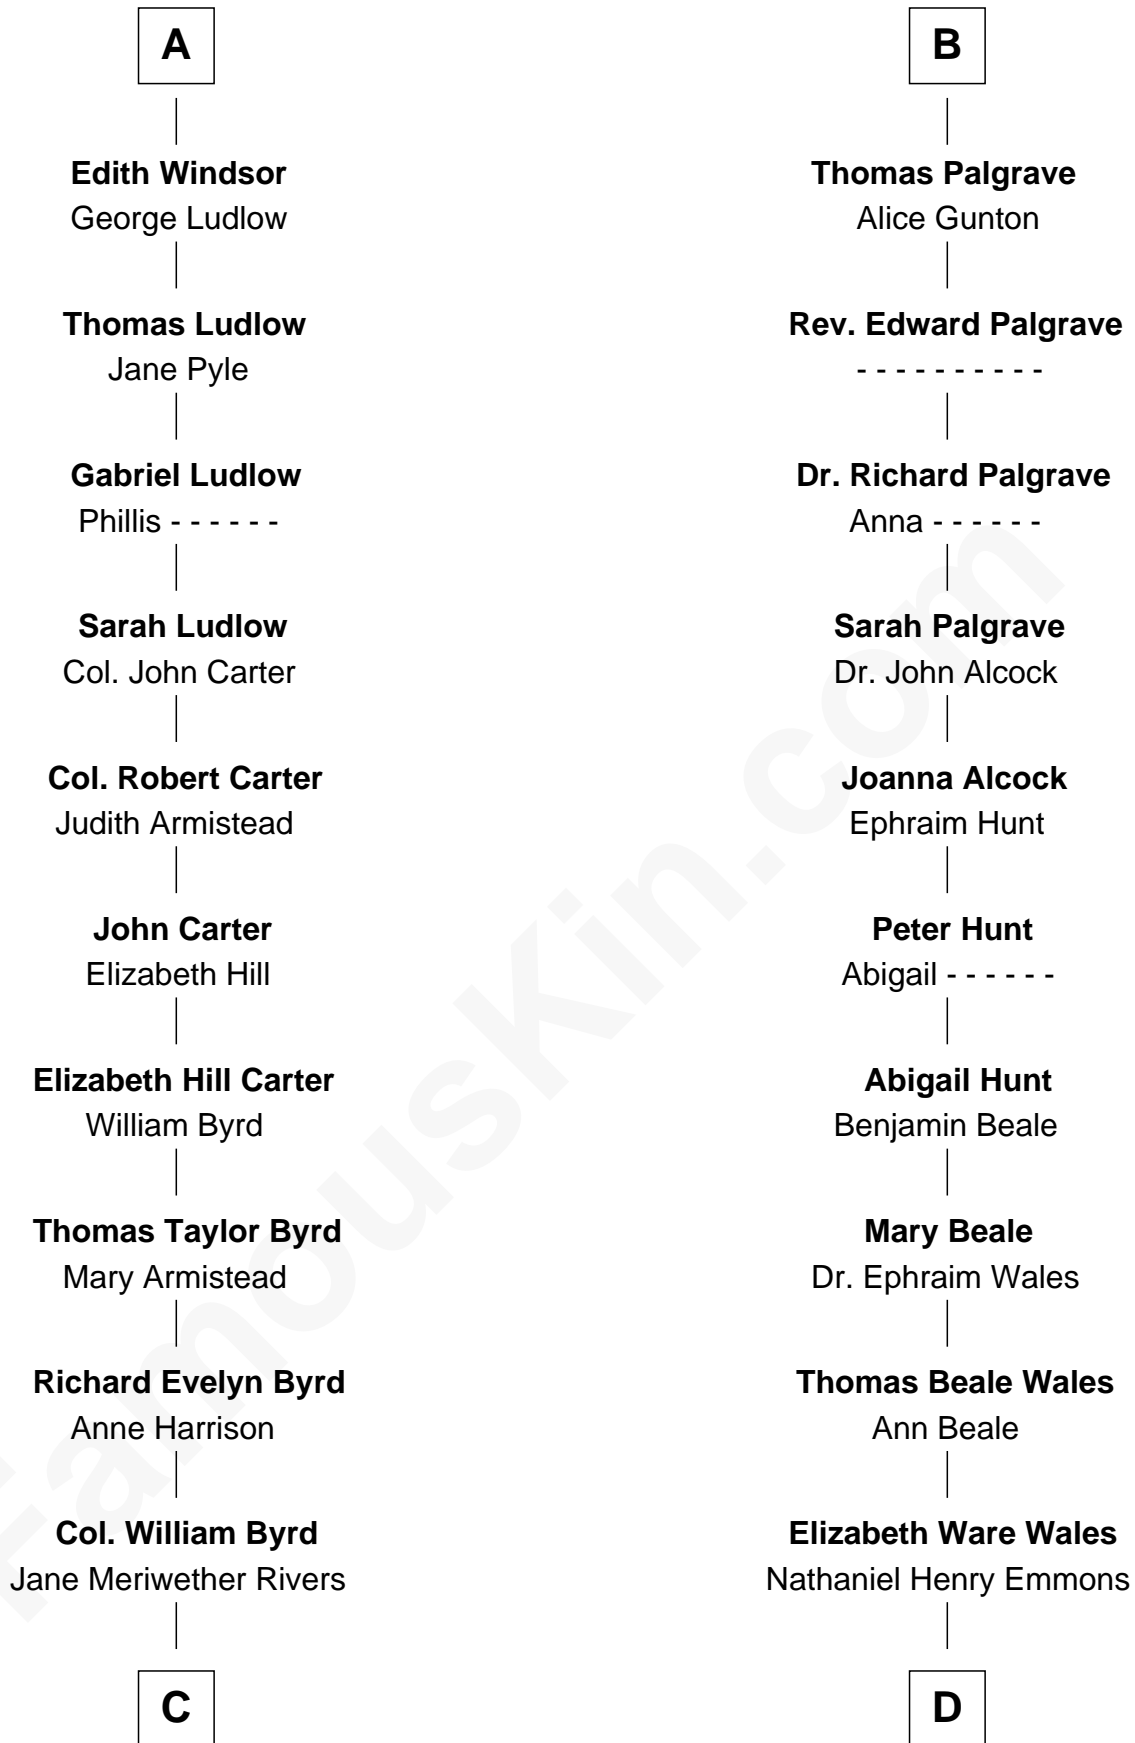 A
Edith Windsor
George Ludlow
Thomas Ludlow
Jane Pyle
Gabriel Ludlow
Phillis - - - - - -
Sarah Ludlow
Col. John Carter
Col. Robert Carter
Judith Armistead
John Carter
Elizabeth Hill
Elizabeth Hill Carter
William Byrd
Thomas Taylor Byrd
Mary Armistead
Richard Evelyn Byrd
Anne Harrison
Col. William Byrd
Jane Meriwether Rivers
C
B
Thomas Palgrave
Alice Gunton
Rev. Edward Palgrave
- - - - - - - - - -
Dr. Richard Palgrave
Anna - - - - - -
Sarah Palgrave
Dr. John Alcock
Joanna Alcock
Ephraim Hunt
Peter Hunt
Abigail - - - - - -
Abigail Hunt
Benjamin Beale
Mary Beale
Dr. Ephraim Wales
Thomas Beale Wales
Ann Beale
Elizabeth Ware Wales
Nathaniel Henry Emmons
D
FamousKin.com